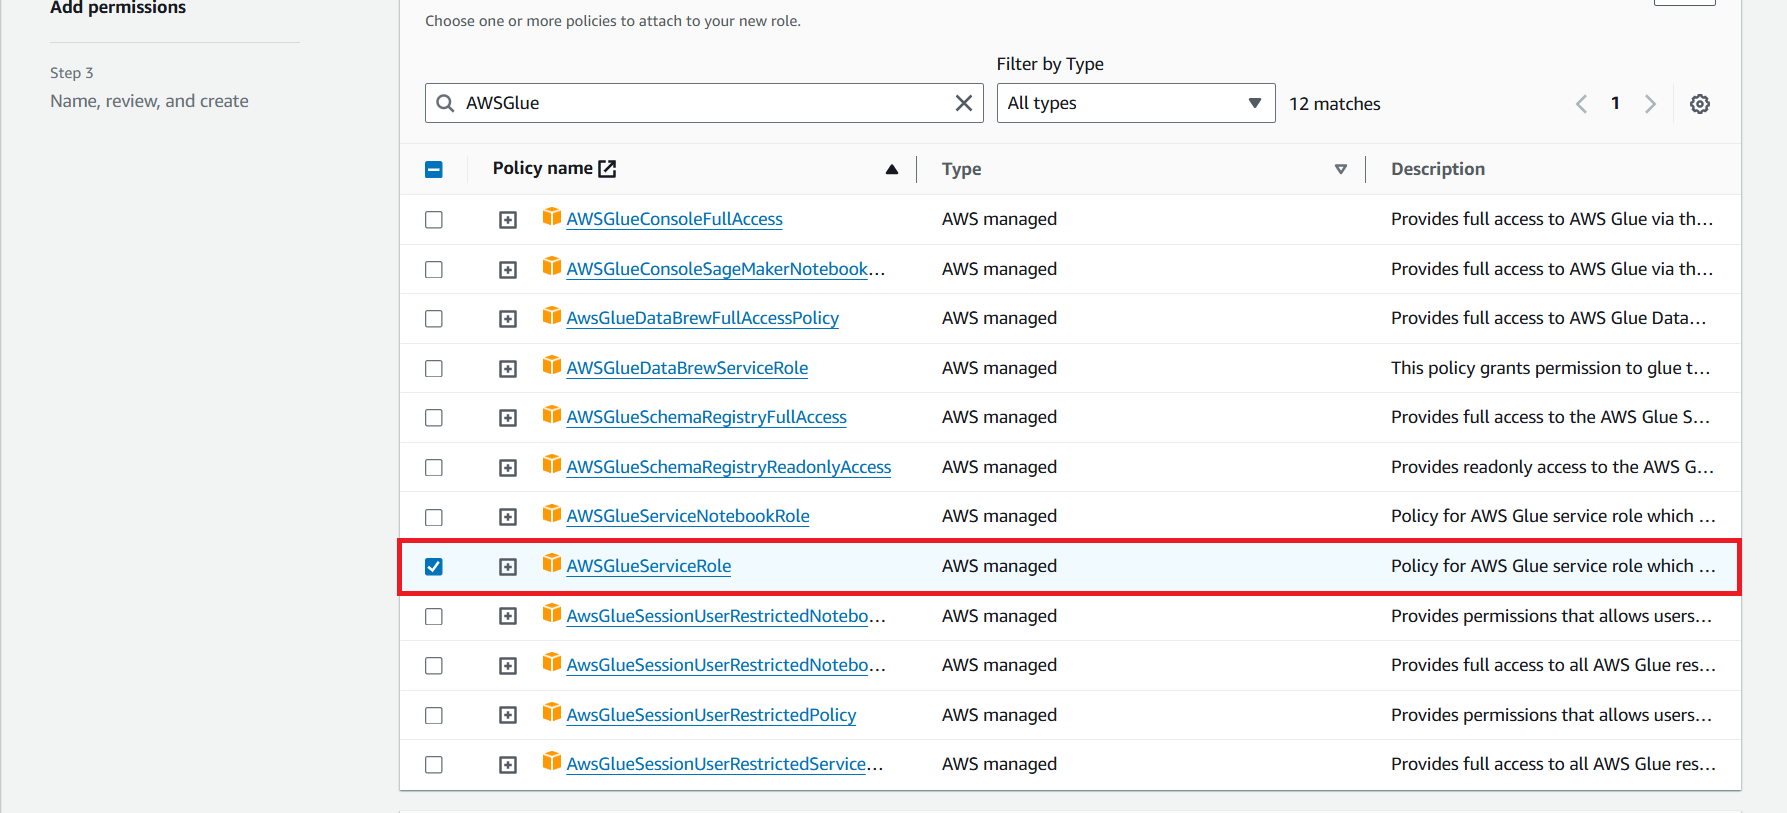 Add permissions
Step 3
Name, review, and create
Choose one or more policies to attach to your new role.
Filter by Type
AWSGlue
All types
12 matches
1
Policy name Type Description
AWSGlueConsoleFullAccess AWS managed Provides full access to AWS Glue via th…
AWSGlueConsoleSageMakerNotebook… AWS managed Provides full access to AWS Glue via th…
AwsGlueDataBrewFullAccessPolicy AWS managed Provides full access to AWS Glue Data…
AWSGlueDataBrewServiceRole AWS managed This policy grants permission to glue t…
AWSGlueSchemaRegistryFullAccess AWS managed Provides full access to the AWS Glue S…
AWSGlueSchemaRegistryReadonlyAccess AWS managed Provides readonly access to the AWS G…
AWSGlueServiceNotebookRole AWS managed Policy for AWS Glue service role which …
AWSGlueServiceRole AWS managed Policy for AWS Glue service role which …
AwsGlueSessionUserRestrictedNotebo… AWS managed Provides permissions that allows users…
AwsGlueSessionUserRestrictedNotebo… AWS managed Provides full access to all AWS Glue res…
AwsGlueSessionUserRestrictedPolicy AWS managed Provides permissions that allows users…
AwsGlueSessionUserRestrictedService… AWS managed Provides full access to all AWS Glue res…